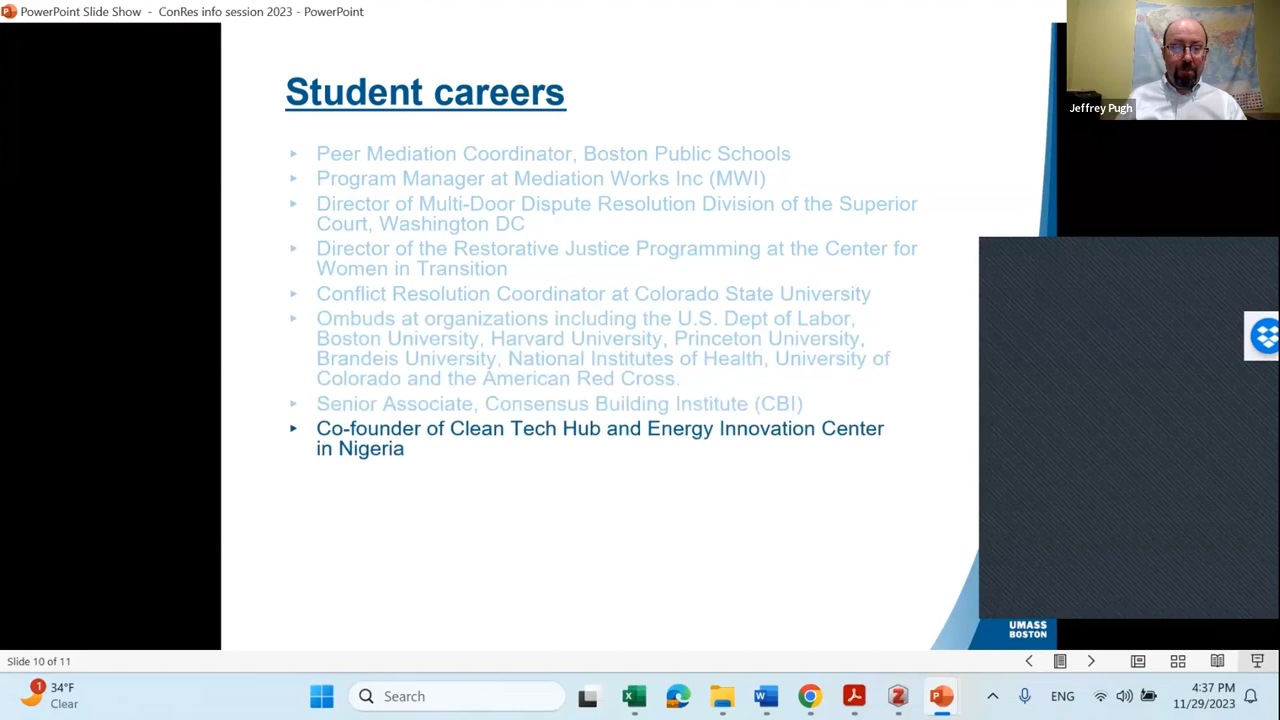 PowerPoint Slide Show - ConRes info session 2023 - PowerPoint
Jeffrey Pugh
Student careers
Peer Mediation Coordinator, Boston Public Schools
Program Manager at Mediation Works Inc (MWI)
Director of Multi-Door Dispute Resolution Division of the Superior
Court, Washington DC
Director of the Restorative Justice Programming at the Center for
Women in Transition
Conflict Resolution Coordinator at Colorado State University
Ombuds at organizations including the U.S. Dept of Labor,
Boston University, Harvard University, Princeton University,
Brandeis University, National Institutes of Health, University of
Colorado and the American Red Cross.
Senior Associate, Consensus Building Institute (CBI)
Co-founder of Clean Tech Hub and Energy Innovation Center
in Nigeria
UMASS
BOSTON
Slide 10 of 11
1
34°F
Clear
Search
ENG
4:37 PM
11/29/2023